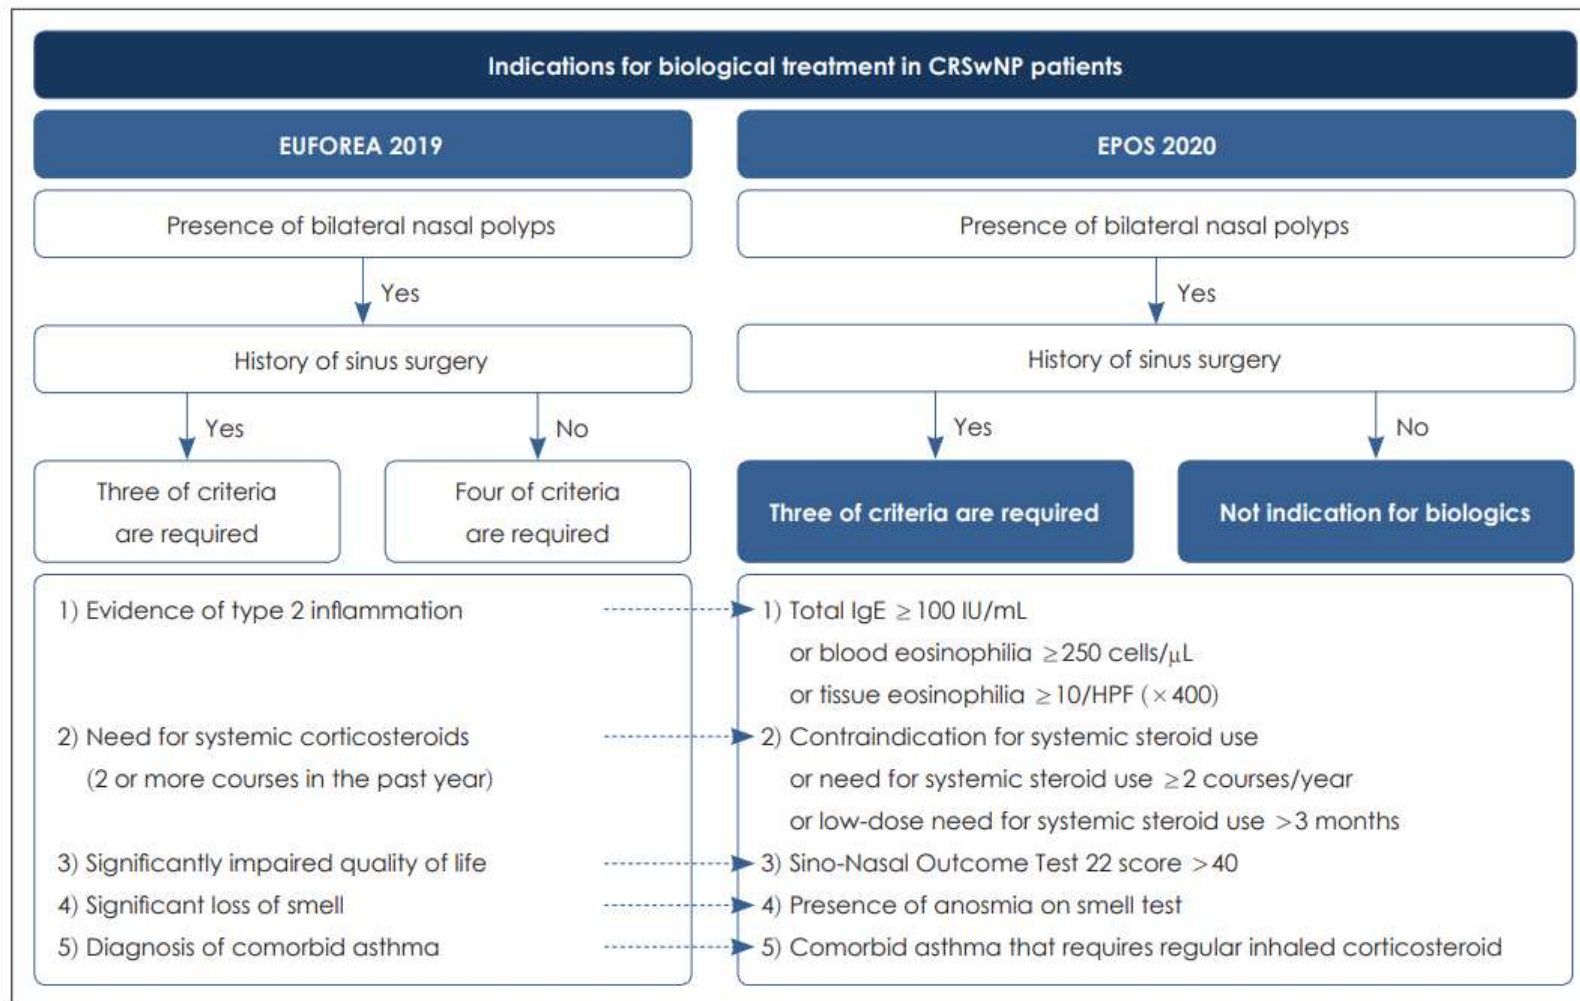 Indications for biological treatment in CRSwNP patients
EUFOREA 2019
Presence of bilateral nasal polyps
Yes
History of sinus surgery
Yes
No
Three of criteria
are required
Four of criteria
are required
1) Evidence of type 2 inflammation
2) Need for systemic corticosteroids
(2 or more courses in the past year)
3) Significantly impaired quality of life
4) Significant loss of smell
5) Diagnosis of comorbid asthma
EPOS 2020
Presence of bilateral nasal polyps
Yes
History of sinus surgery
Yes
No
Three of criteria are required
Not indication for biologics
1) Total IgE ≥100 IU/mL
or blood eosinophilia ≥250 cells/μL
or tissue eosinophilia ≥10/HPF (×400)
2) Contraindication for systemic steroid use
or need for systemic steroid use ≥2 courses/year
or low-dose need for systemic steroid use >3 months
3) Sino-Nasal Outcome Test 22 score >40
4) Presence of anosmia on smell test
5) Comorbid asthma that requires regular inhaled corticosteroid